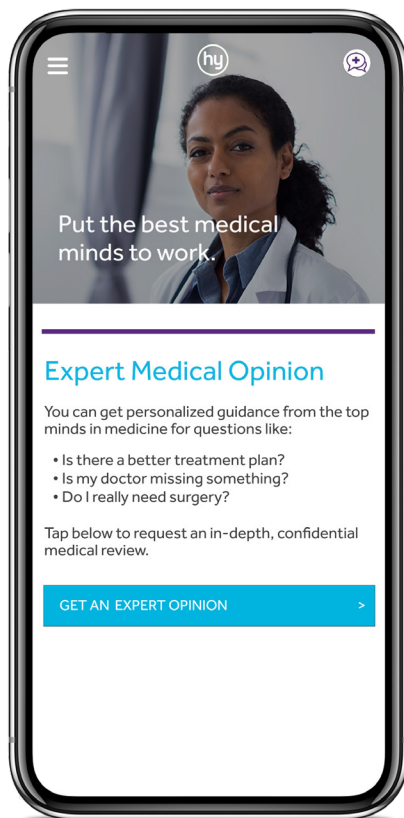 hy
Put the best medical
minds to work.
Expert Medical Opinion
You can get personalized guidance from the top
minds in medicine for questions like:
• Is there a better treatment plan?
• Is my doctor missing something?
• Do I really need surgery?
Tap below to request an in-depth, confidential
medical review.
GET AN EXPERT OPINION >